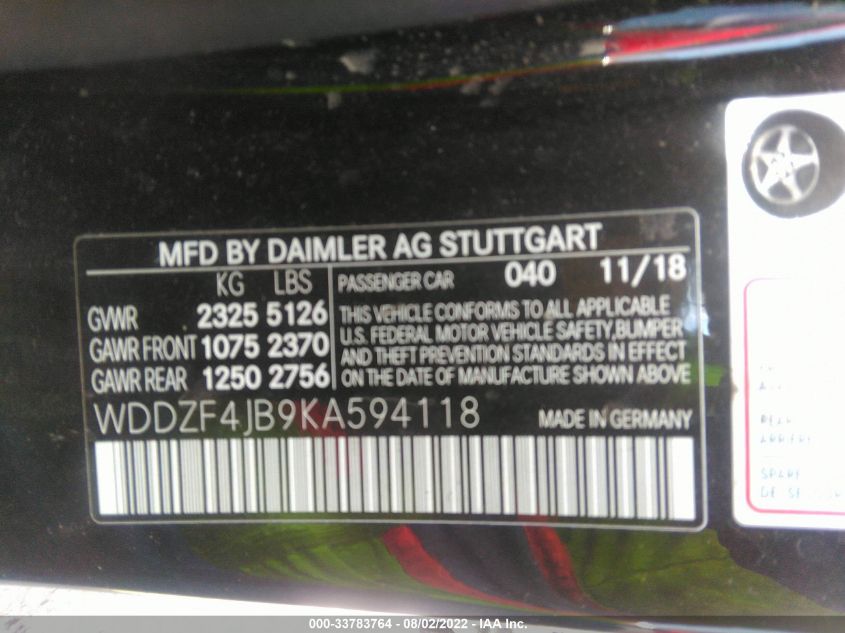 MFD BY DAIMLER AG STUTTGART
KG LBS
GVWR 2325 5126
GAWR FRONT 1075 2370
GAWR REAR 1250 2756
PASSENGER CAR 040 11/18
THIS VEHICLE CONFORMS TO ALL APPLICABLE
U.S. FEDERAL MOTOR VEHICLE SAFETY, BUMPER
AND THEFT PREVENTION STANDARDS IN EFFECT
ON THE DATE OF MANUFACTURE SHOWN ABOVE
WDDZF4JB9KA594118 MADE IN GERMANY
REAR
SPARE
000-33783764 - 08/02/2022 - IAA Inc.